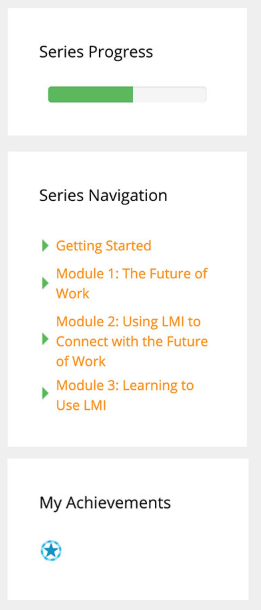 Series Progress
Series Navigation
Getting Started
Module 1: The Future of
Work
Module 2: Using LMI to
Connect with the Future
of Work
Module 3: Learning to
Use LMI
My Achievements